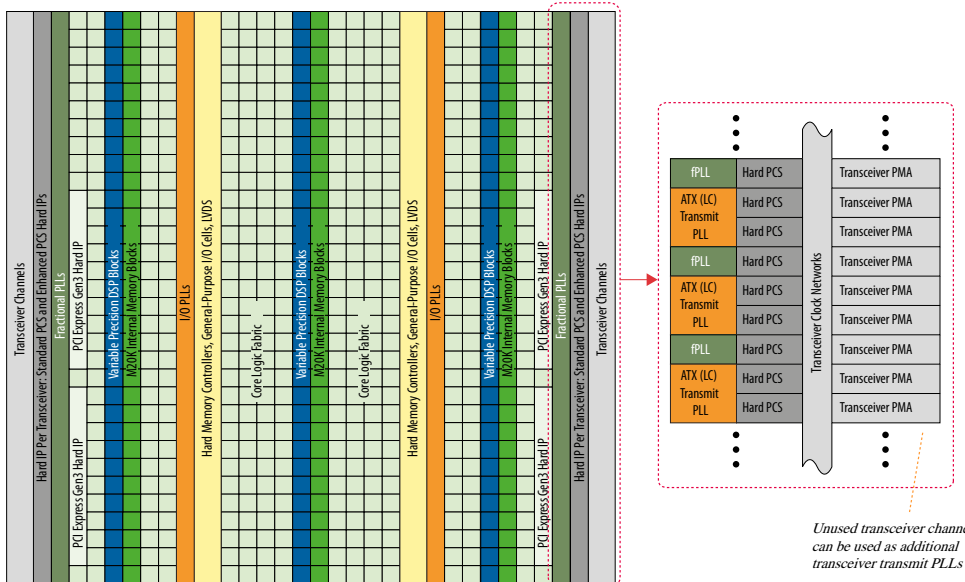 Transceiver Channels
Hard IP Per Transceiver: Standard PCS and Enhanced PCS Hard IPs
Fractional PLLs
PCI Express Gen3 Hard IP
PCI Express Gen3 Hard IP
Variable Precision DSP Blocks
M20K Internal Memory Blocks
I/O PLLs
Hard Memory Controllers, General-Purpose I/O Cells, LVDS
Core Logic Fabric
Variable Precision DSP Blocks
M20K Internal Memory Blocks
Core Logic Fabric
Hard Memory Controllers, General-Purpose I/O Cells, LVDS
I/O PLLs
Variable Precision DSP Blocks
M20K Internal Memory Blocks
PCI Express Gen3 Hard IP
PCI Express Gen3 Hard IP
Fractional PLLs
Hard IP Per Transceiver: Standard PCS and Enhanced PCS Hard IPs
Transceiver Channels
fPLL
Hard PCS
Transceiver PMA
ATX (LC)
Transmit
PLL
Hard PCS
Transceiver PMA
Hard PCS
Transceiver PMA
fPLL
Hard PCS
Transceiver PMA
ATX (LC)
Transmit
PLL
Hard PCS
Transceiver PMA
Hard PCS
Transceiver PMA
fPLL
Hard PCS
Transceiver PMA
ATX (LC)
Transmit
PLL
Hard PCS
Transceiver PMA
Hard PCS
Transceiver PMA
Transceiver Clock Networks
Unused transceiver
can be used as additional
transceiver transmit PLLs